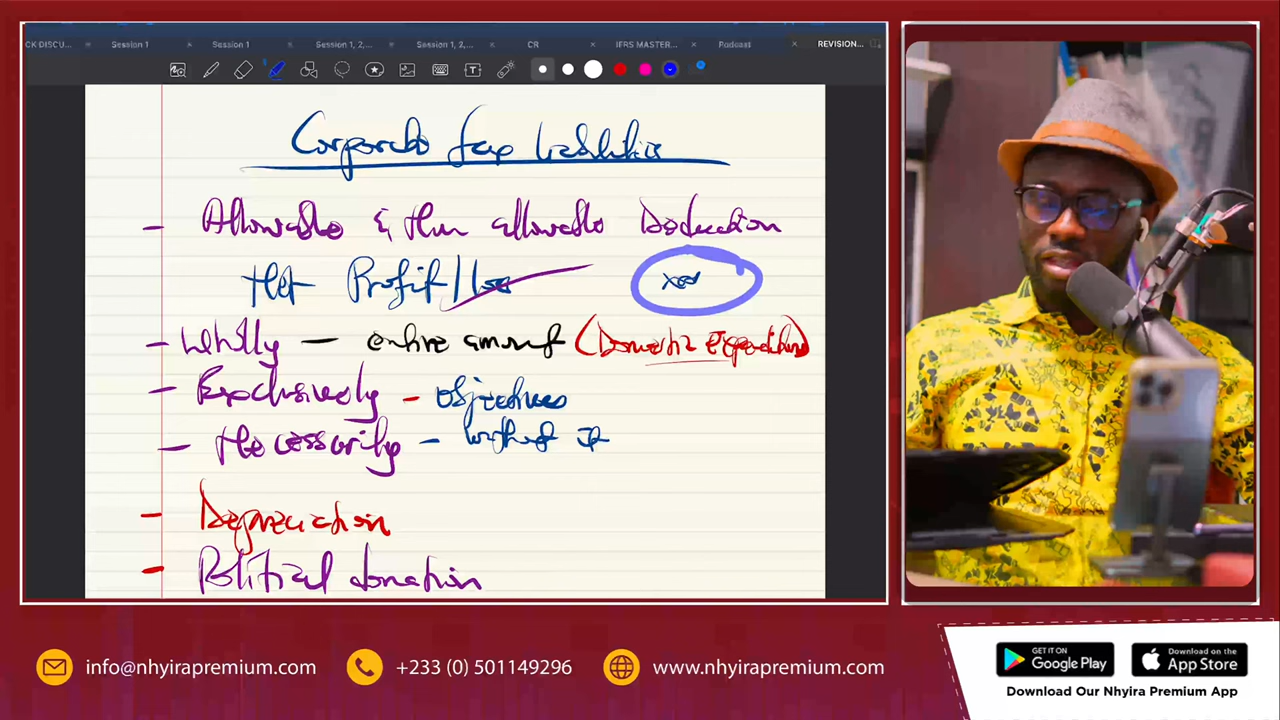 CK-DISCU...
Session 1
Session 1
Session 1, 2,...
Session 1, 2,...
CR
IFRS MASTER...
Podcast
REVISION...
Corporate Tax Liabilities
- Allowable & then allowable Deduction
Net Profit/loss xxx
- Wholly - entire amount (Domestic Expenditure)
- Exclusively - objectives
- Necessarily - without it
- Depreciation
- Political donation
info@nhyirapremium.com
+233 (0) 501149296
www.nhyirapremium.com
GET IT ON
Google Play
Download on the
App Store
Download Our Nhyira Premium App